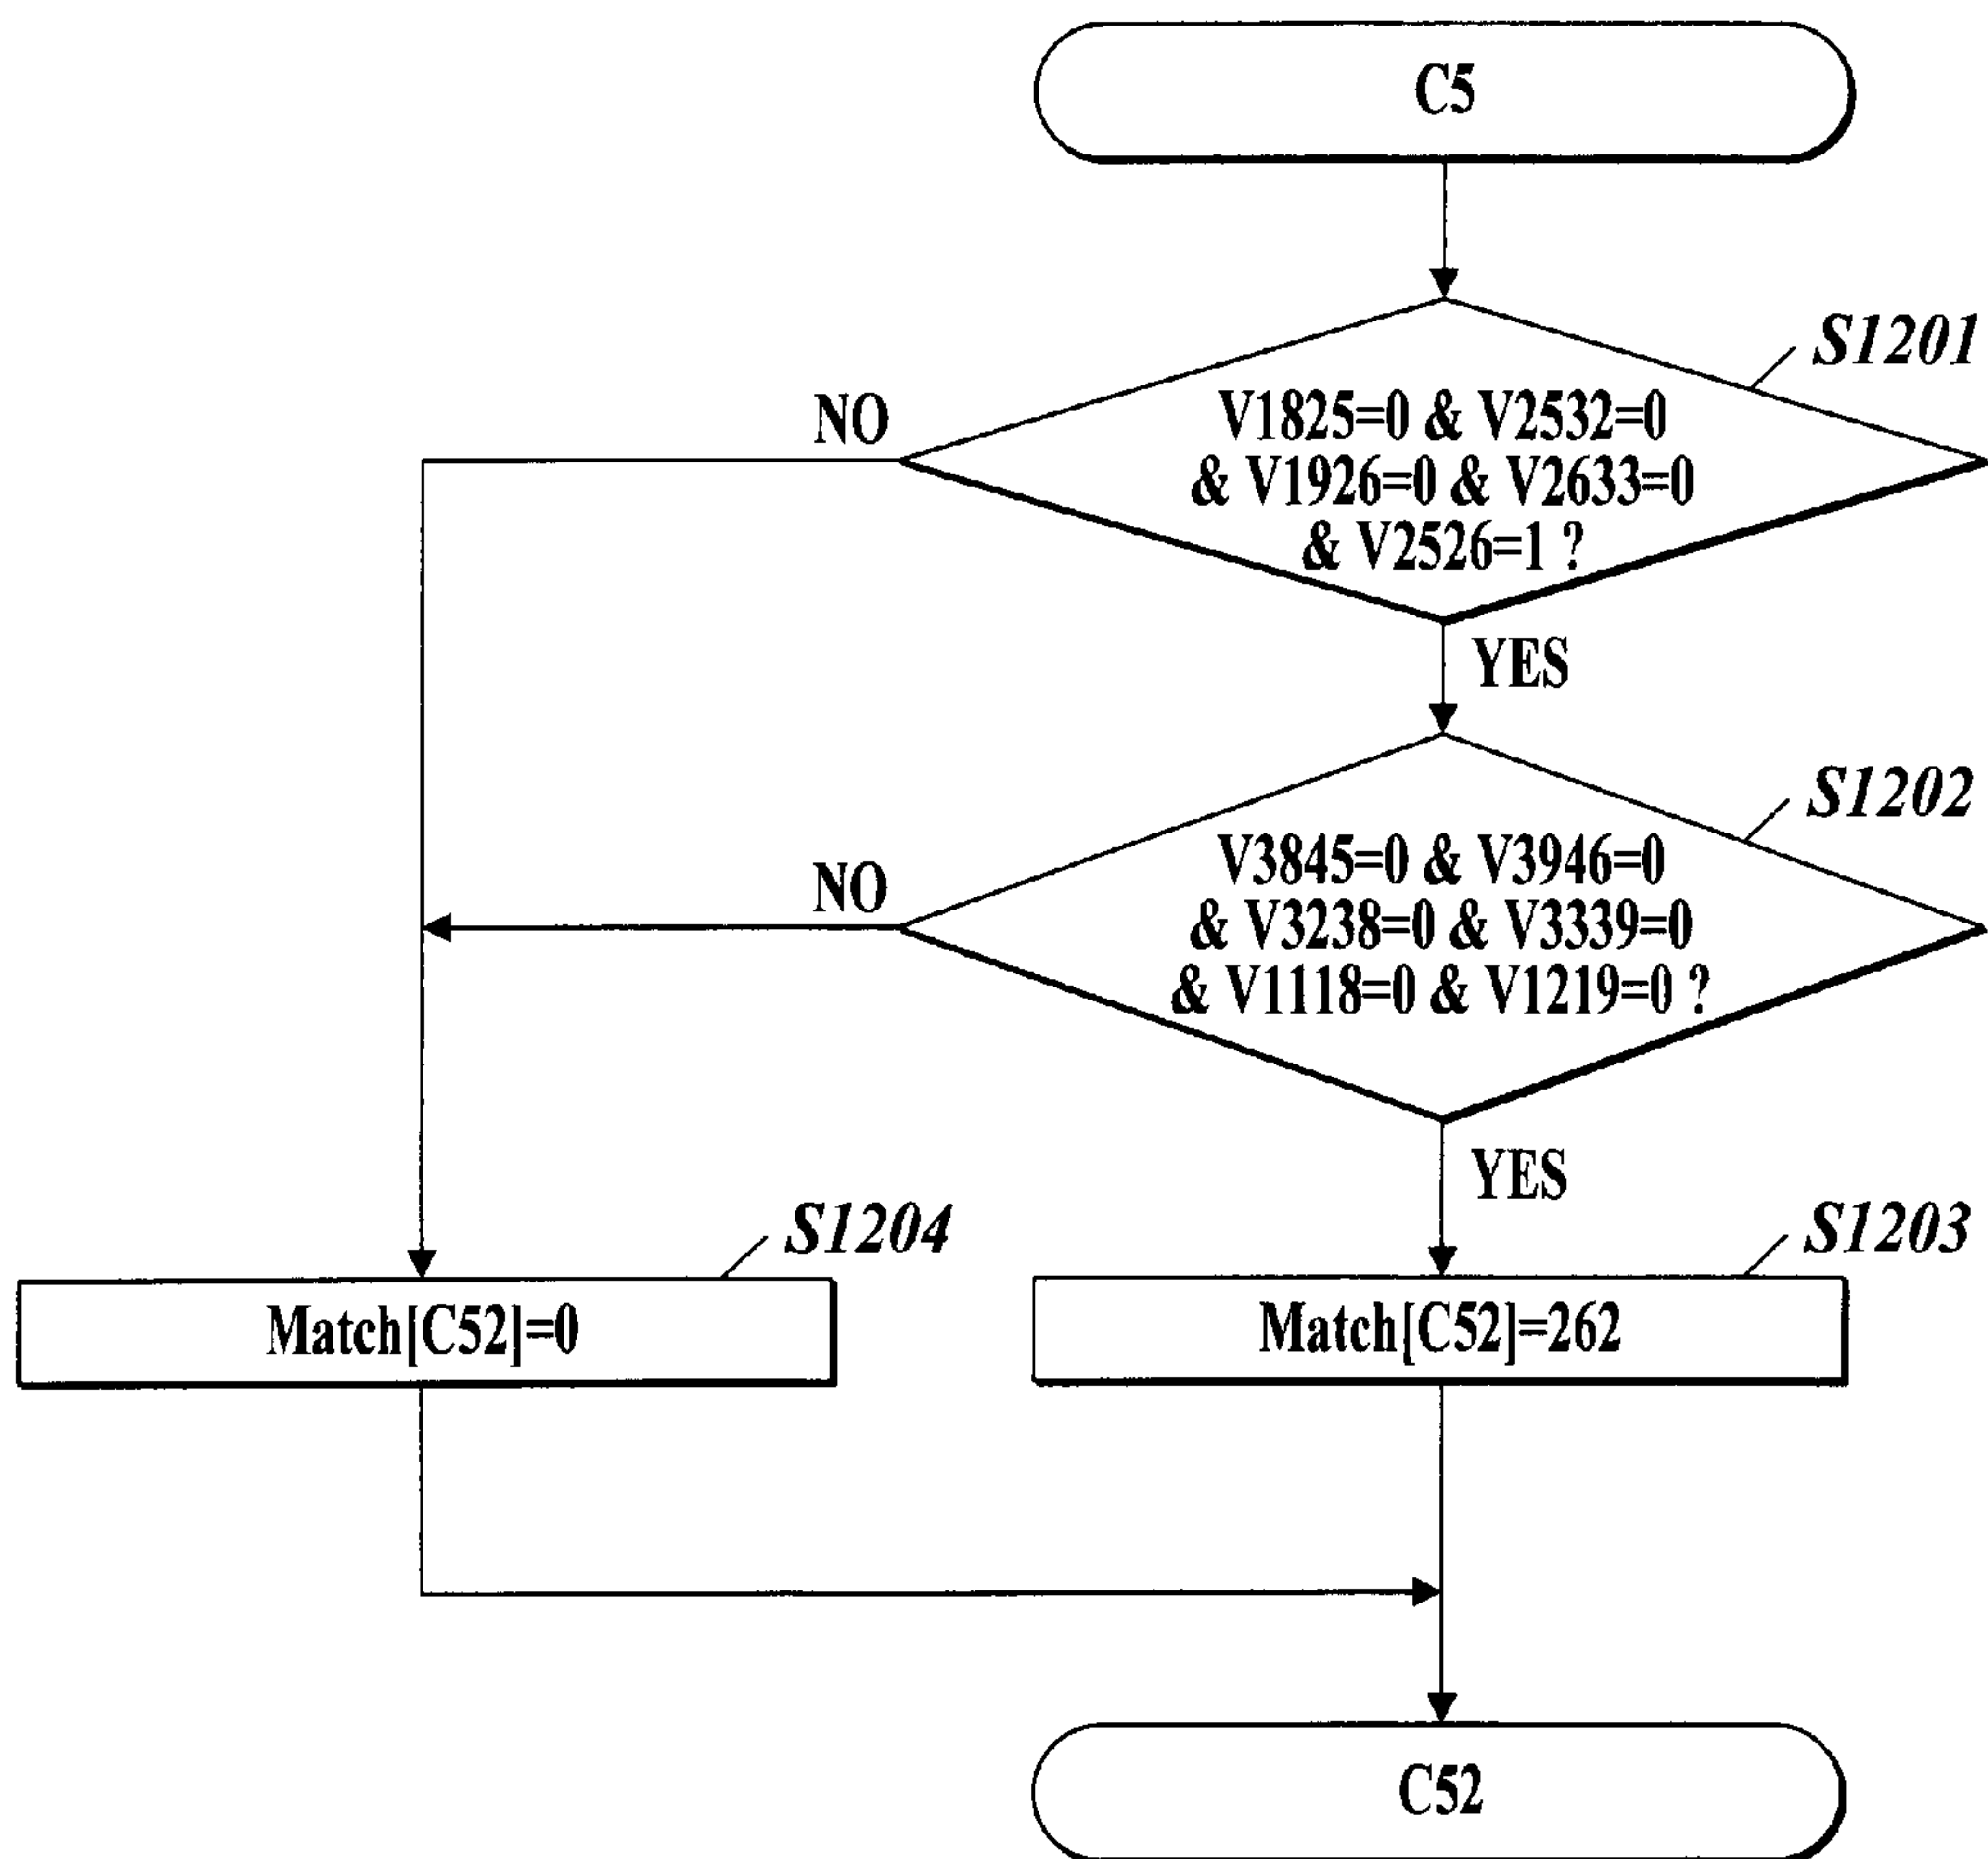 C5
S1201
NO
V1825=0 & V2532=0
& V1926=0 & V2633=0
& V2526=1 ?
YES
S1202
NO
V3845=0 & V3946=0
& V3238=0 & V3339=0
& V1118=0 & V1219=0 ?
YES
S1204
S1203
Match[C52]=0
Match[C52]=262
C52